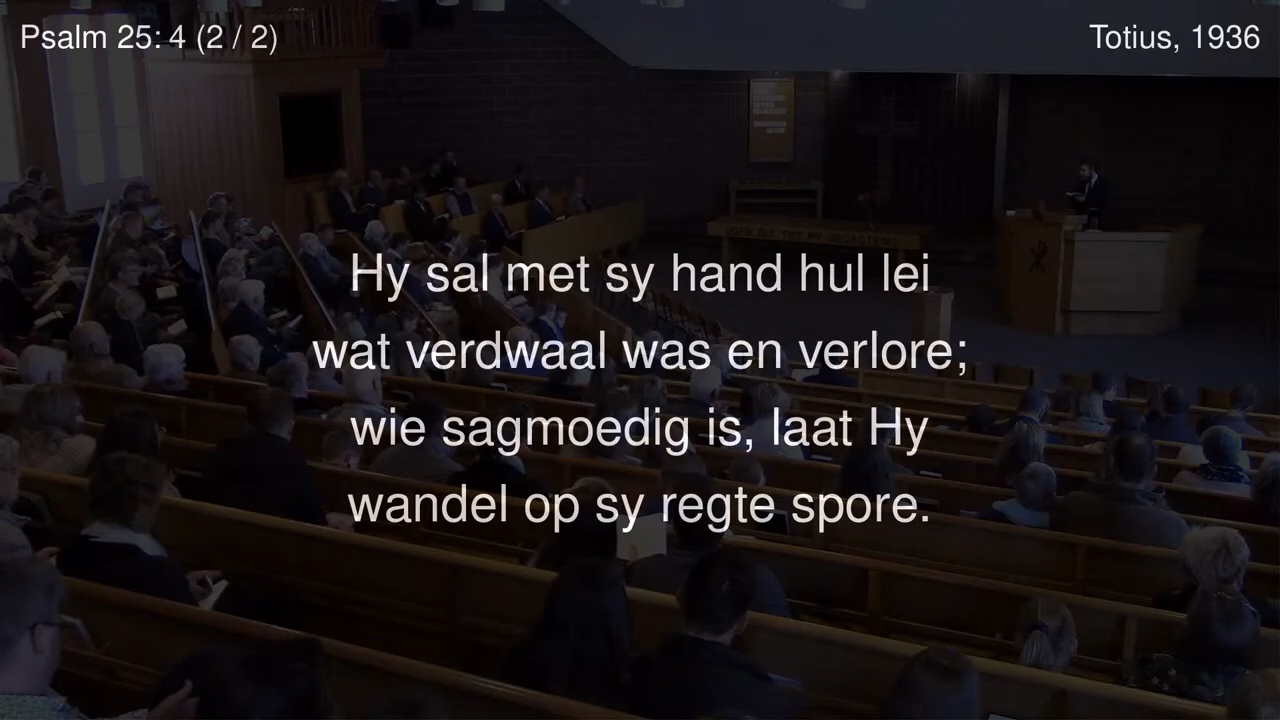 Psalm 25: 4 (2 / 2)
Totius, 1936
Hy sal met sy hand hul lei
wat verdwaal was en verlore;
wie sagmoedig is, laat Hy
wandel op sy regte spore.